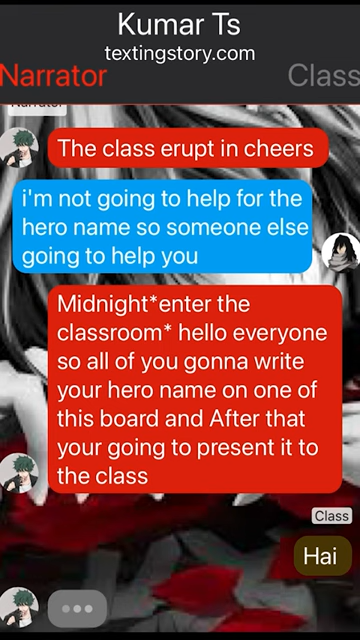 Kumar Ts
textingstory.com
Narrator
Class
Narrator
The class erupt in cheers
i'm not going to help for the
hero name so someone else
going to help you
Midnight*enter the
classroom* hello everyone
so all of you gonna write
your hero name on one of
this board and After that
your going to present it to
the class
Class
Hai